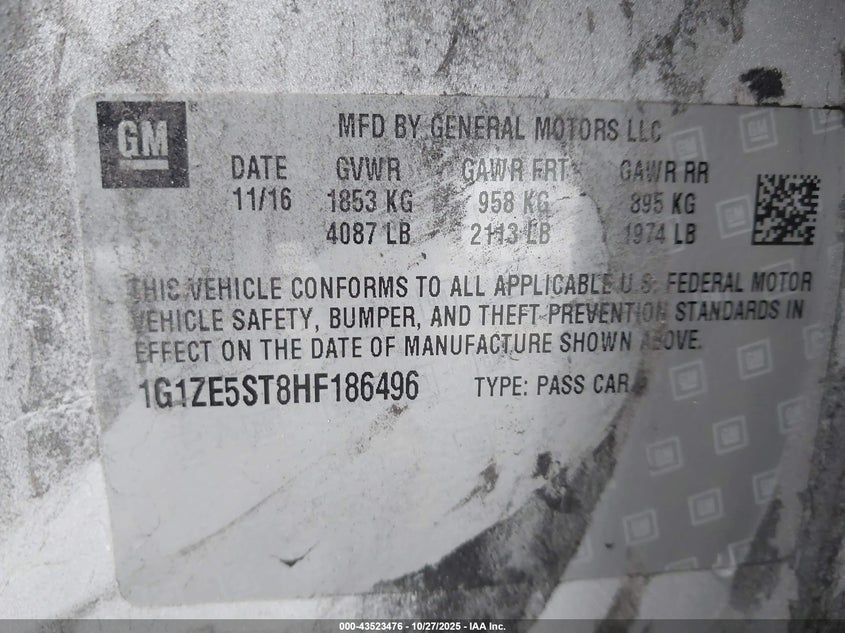 GM
MFD BY GENERAL MOTORS LLC
DATE GVWR GAWR FRT GAWR RR
11/16 1853 KG 958 KG 895 KG
4087 LB 2113 LB 1974 LB
THIS VEHICLE CONFORMS TO ALL APPLICABLE U.S. FEDERAL MOTOR
VEHICLE SAFETY, BUMPER, AND THEFT PREVENTION STANDARDS IN
EFFECT ON THE DATE OF MANUFACTURE SHOWN ABOVE.
1G1ZE5ST8HF186496 TYPE: PASS CAR
000-43523476 | 10/27/2025 - IAA Inc.